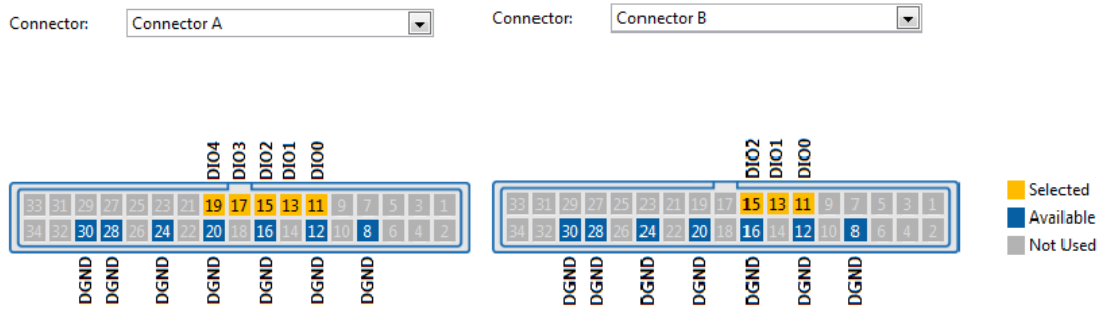 Connector: Connector A
Connector: Connector B
DIO4 DIO3 DIO2 DIO1 DIO0
DIO2 DIO1 DIO0
33 31 29 27 25 23 21 19 17 15 13 11 9 7 5 3 1
34 32 30 28 26 24 22 20 18 16 14 12 10 8 6 4 2
33 31 29 27 25 23 21 19 17 15 13 11 9 7 5 3 1
34 32 30 28 26 24 22 20 18 16 14 12 10 8 6 4 2
DGND DGND DGND DGND DGND DGND DGND
DGND DGND DGND DGND DGND DGND DGND
Selected
Available
Not Used